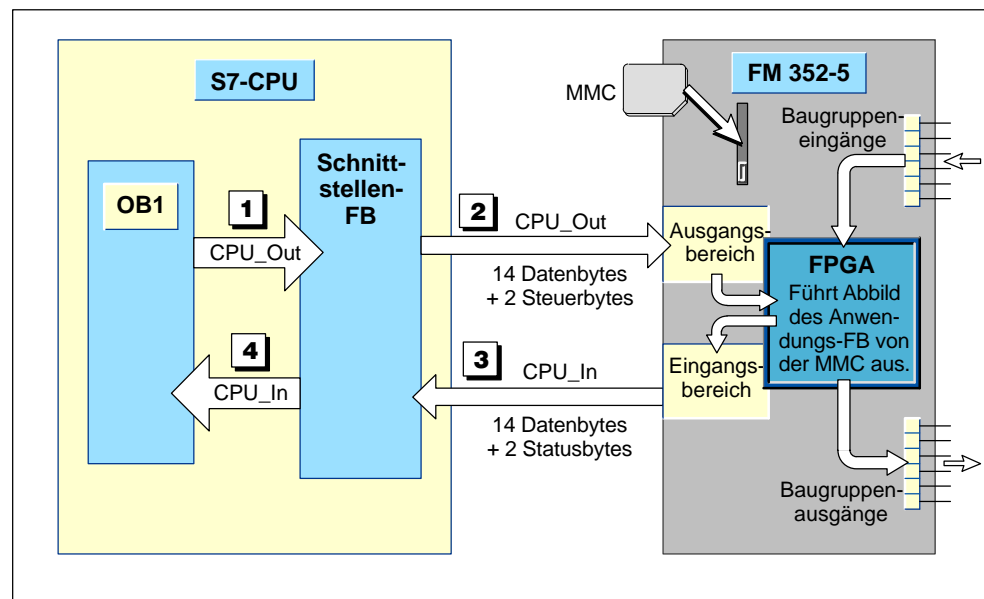 S7-CPU
OB1
Schnitt-
stellen-
FB
1
CPU_Out
4
CPU_In
2
CPU_Out
14 Datenbytes
+ 2 Steuerbytes
3
CPU_In
14 Datenbytes
+ 2 Statusbytes
MMC
FM 352-5
Baugruppen-
eingänge
Ausgangs-
bereich
Eingangs-
bereich
FPGA
Führt Abbild
des Anwen-
dungs-FB von
der MMC aus.
Baugruppen-
ausgänge